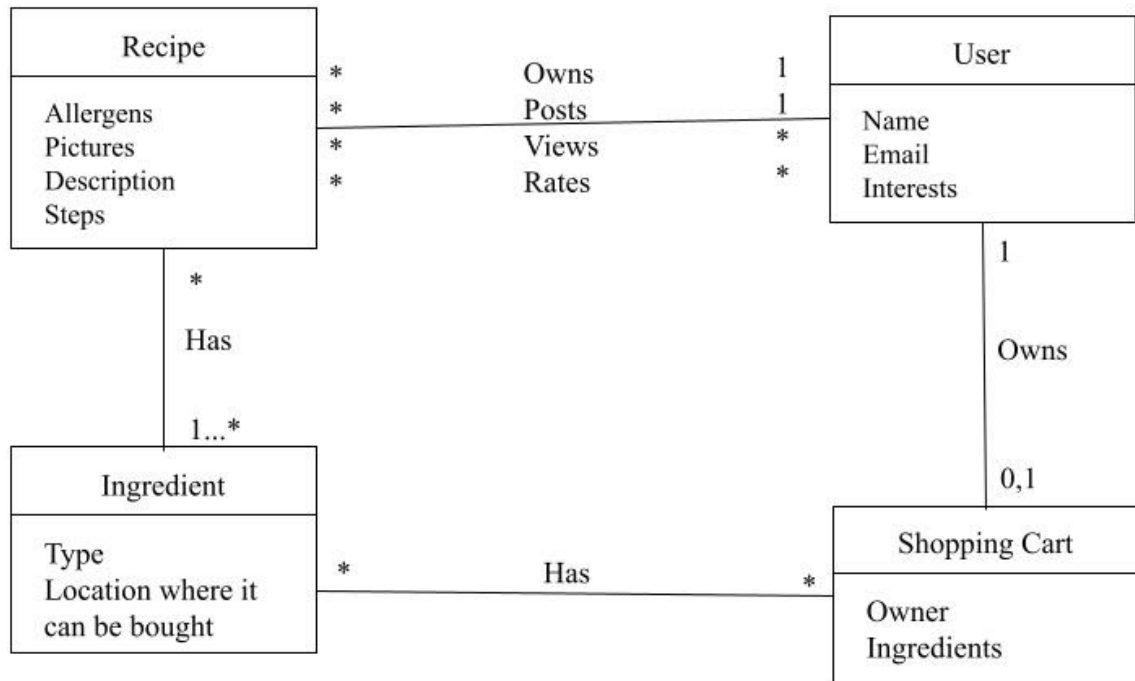 Recipe
Allergens
Pictures
Description
Steps
* Owns 1
* Posts 1
* Views *
* Rates *
User
Name
Email
Interests
*
Has
1...*
1
Owns
0,1
Ingredient
Type
Location where it
can be bought
* Has *
Shopping Cart
Owner
Ingredients